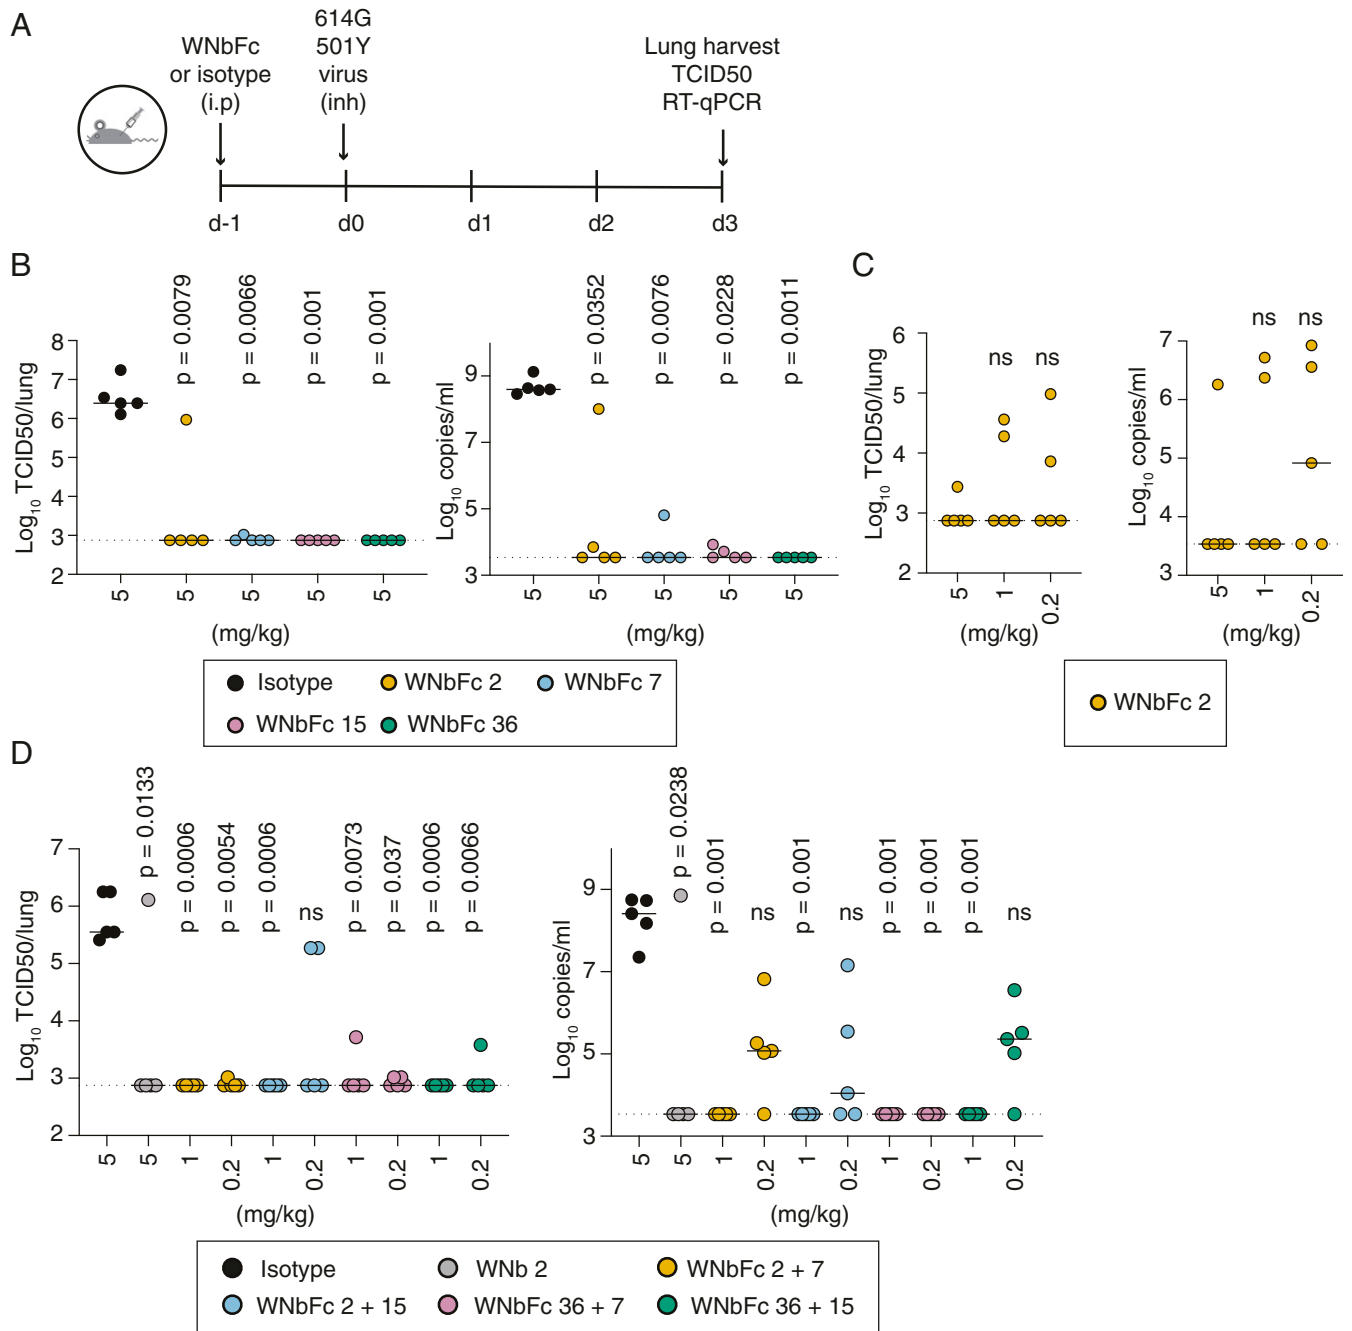 A
WNbFc
or isotype
(i.p)
614G
501Y
virus
(inh)
Lung harvest
TCID50
RT-qPCR
d-1
d0
d1
d2
d3
B
Log10 TCID50/lung
8
7
6
5
4
3
2
p = 0.0079
p = 0.0066
p = 0.001
p = 0.001
5
5
5
5
5
(mg/kg)
Log10 copies/ml
9
7
5
3
p = 0.0352
p = 0.0076
p = 0.0228
p = 0.0011
5
5
5
5
5
(mg/kg)
Isotype
WNbFc 2
WNbFc 7
WNbFc 15
WNbFc 36
C
Log10 TCID50/lung
6
5
4
3
2
ns
ns
5
1
0.2
(mg/kg)
Log10 copies/ml
7
6
5
4
3
ns
ns
5
1
0.2
(mg/kg)
WNbFc 2
D
Log10 TCID50/lung
7
6
5
4
3
2
p = 0.0133
p = 0.0006
p = 0.0054
p = 0.0006
ns
p = 0.0073
p = 0.037
p = 0.0006
p = 0.0066
5
5
1
0.2
1
0.2
1
0.2
1
0.2
(mg/kg)
Log10 copies/ml
9
7
5
3
p = 0.0238
p = 0.001
ns
p = 0.001
ns
p = 0.001
p = 0.001
p = 0.001
ns
5
5
1
0.2
1
0.2
1
0.2
1
0.2
(mg/kg)
Isotype
WNb 2
WNbFc 2 + 7
WNbFc 2 + 15
WNbFc 36 + 7
WNbFc 36 + 15